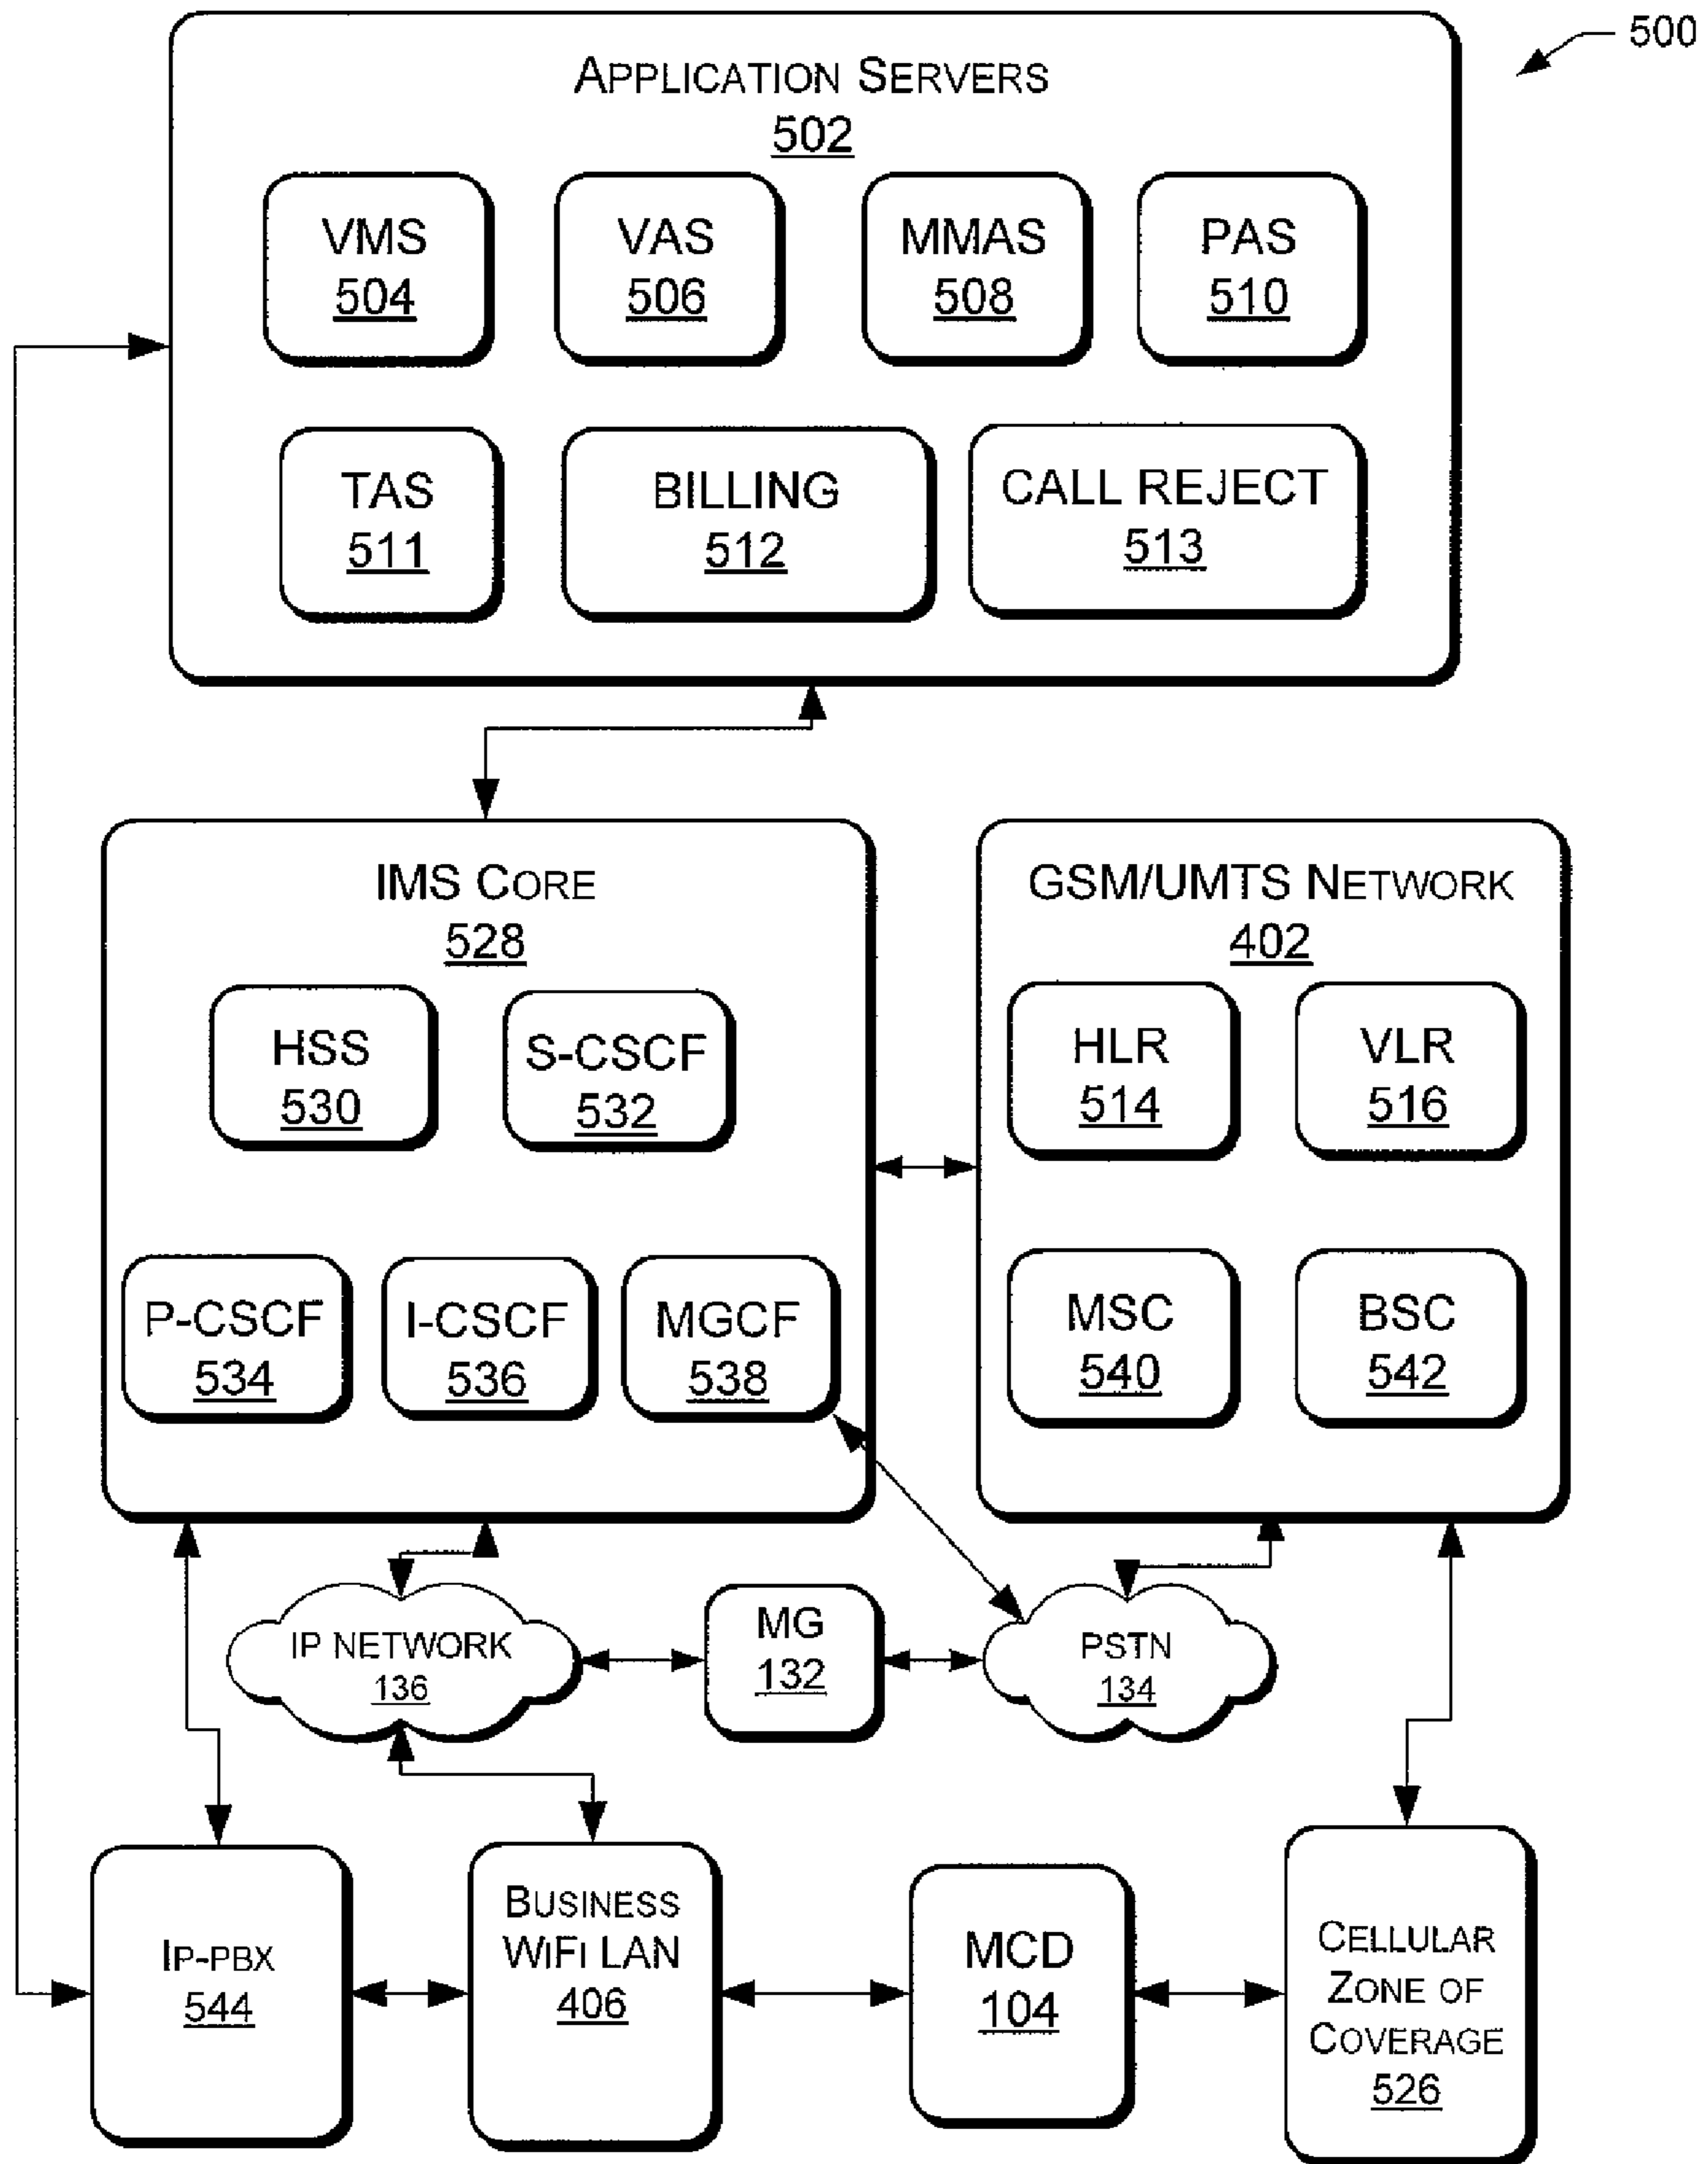 500
APPLICATION SERVERS
502
VMS
504
VAS
506
MMAS
508
PAS
510
TAS
511
BILLING
512
CALL REJECT
513
IMS CORE
528
HSS
530
S-CSCF
532
P-CSCF
534
I-CSCF
536
MGCF
538
GSM/UMTS NETWORK
402
HLR
514
VLR
516
MSC
540
BSC
542
IP NETWORK
136
MG
132
PSTN
134
IP-PBX
544
BUSINESS
WIFI LAN
406
MCD
104
CELLULAR
ZONE OF
COVERAGE
526